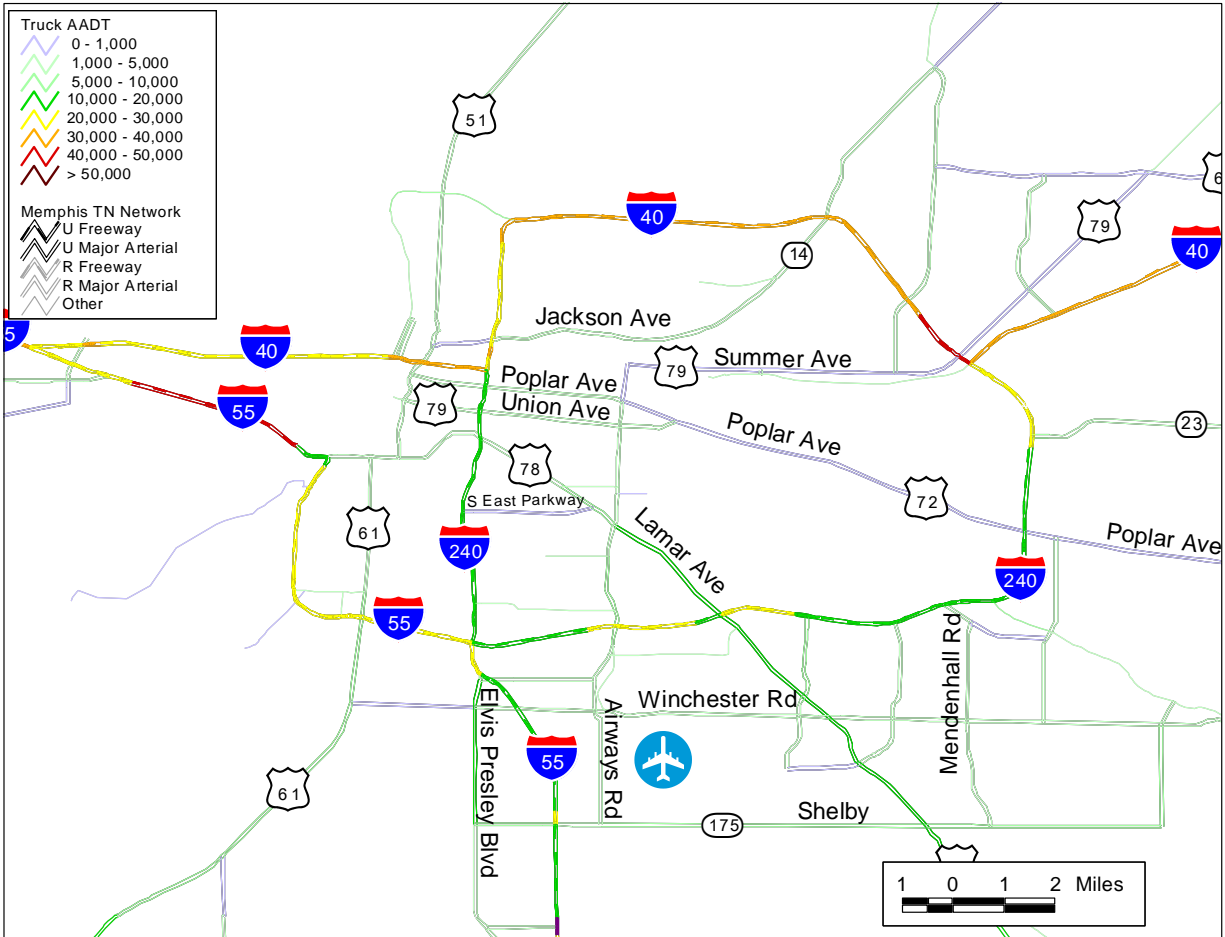 Truck AADT
0 - 1,000
1,000 - 5,000
5,000 - 10,000
10,000 - 20,000
20,000 - 30,000
30,000 - 40,000
40,000 - 50,000
> 50,000
Memphis TN Network
U Freeway
U Major Arterial
R Freeway
R Major Arterial
Other
51
6
40
79
40
14
5
Jackson Ave
40
Summer Ave
79
Poplar Ave
55
79
Union Ave
Poplar Ave
23
78
72
S East Parkway
61
Lamar Ave
Poplar Ave
240
240
55
Mendenhall Rd
Winchester Rd
Elvis Presley Blvd
Airways Rd
55
61
Shelby
175
1 0 1 2 Miles